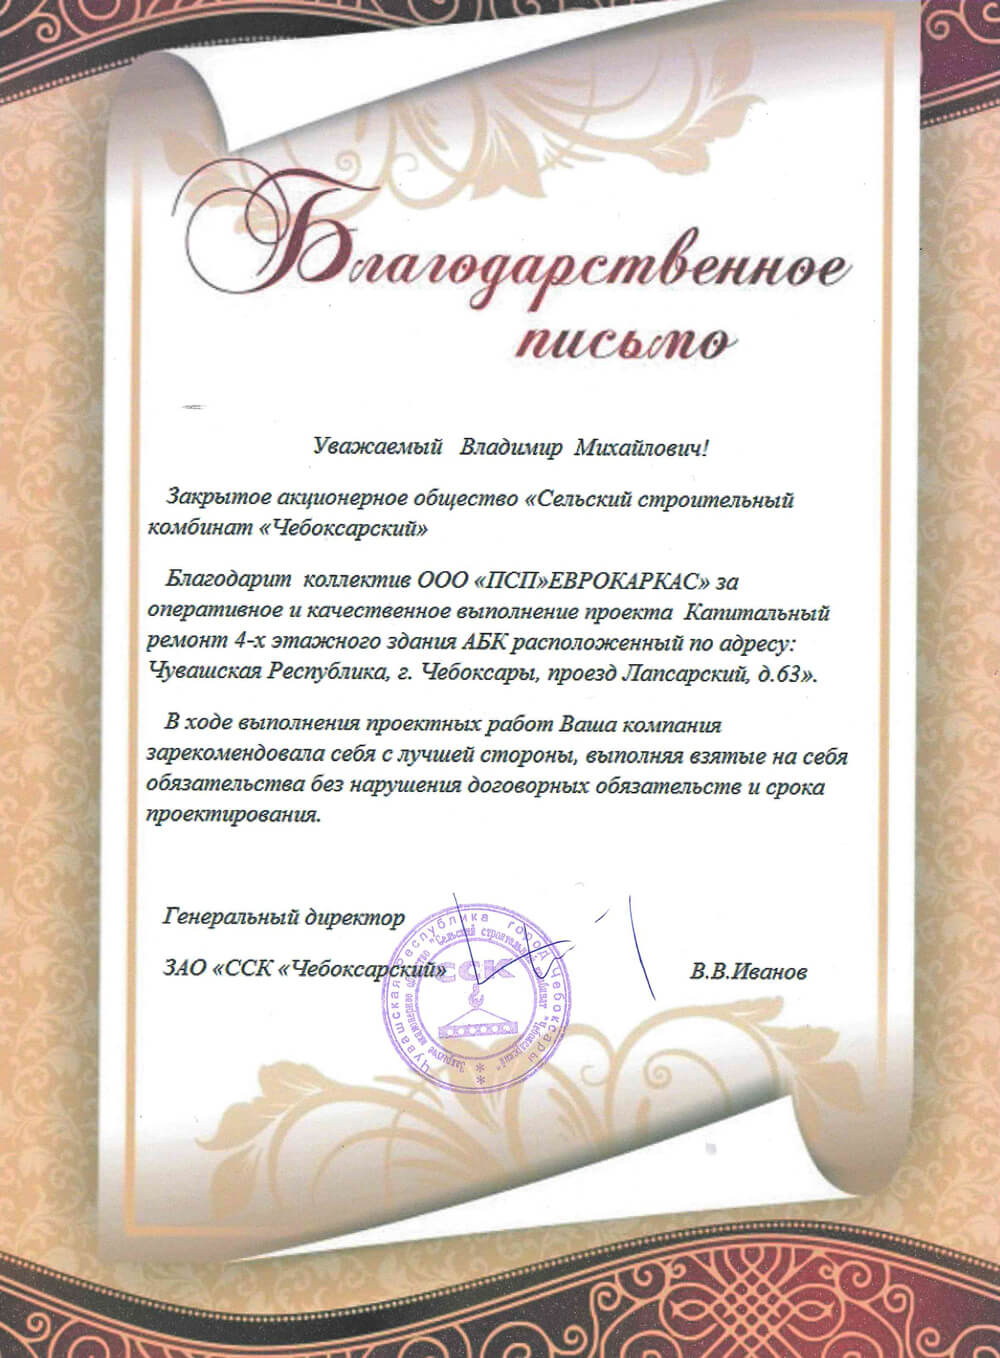 Благодарственное
письмо
Уважаемый Владимир Михайлович!
Закрытое акционерное общество «Сельский строительный
комбинат «Чебоксарский»
Благодарит коллектив ООО «ПСП»ЕВРОКАРКАС» за
оперативное и качественное выполнение проекта Капитальный
ремонт 4-х этажного здания АБК расположенный по адресу:
Чувашская Республика, г. Чебоксары, проезд Лапсарский, д.63».
В ходе выполнения проектных работ Ваша компания
зарекомендовала себя с лучшей стороны, выполняя взятые на себя
обязательства без нарушения договорных обязательств и срока
проектирования.
Генеральный директор
ЗАО «ССК «Чебоксарский»
В.В.Иванов
Чувашская Республика город Чебоксары
Закрытое акционерное общество "Сельский строительный комбинат "Чебоксарский"
ССК